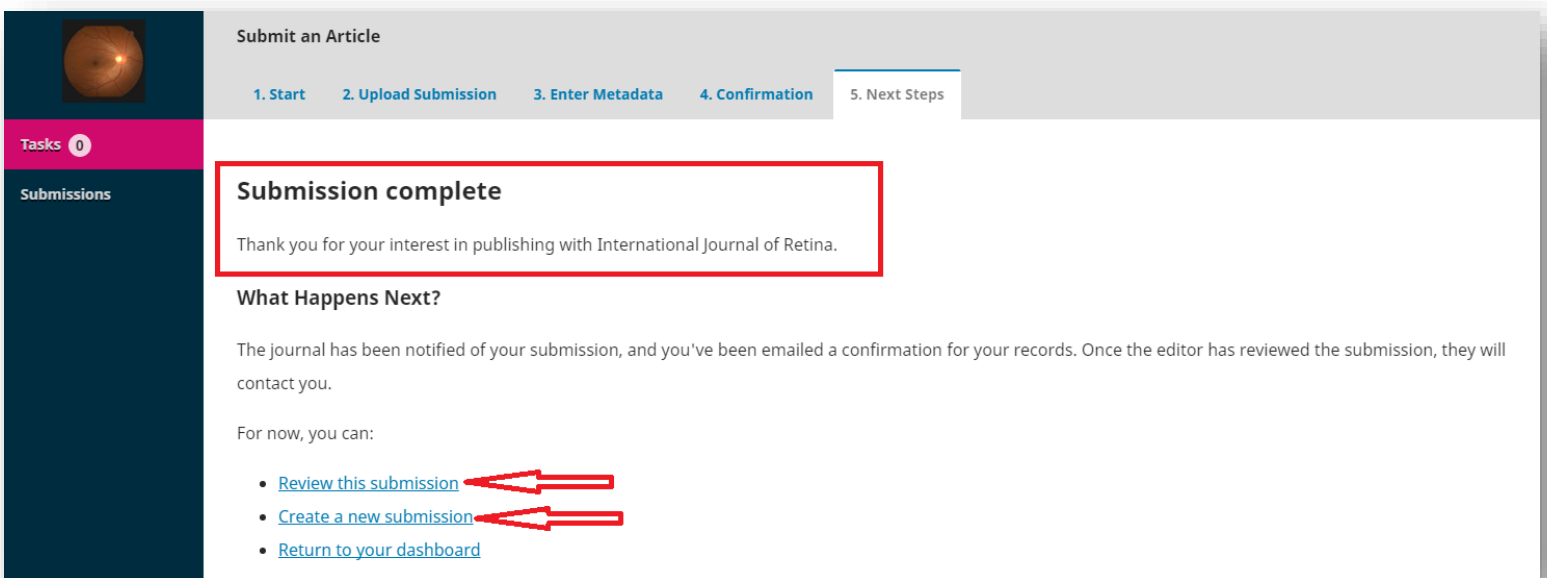 Submit an Article
1. Start 2. Upload Submission 3. Enter Metadata 4. Confirmation 5. Next Steps
Tasks 0
Submissions
Submission complete
Thank you for your interest in publishing with International Journal of Retina.
What Happens Next?
The journal has been notified of your submission, and you've been emailed a confirmation for your records. Once the editor has reviewed the submission, they will
contact you.
For now, you can:
• Review this submission
• Create a new submission
• Return to your dashboard